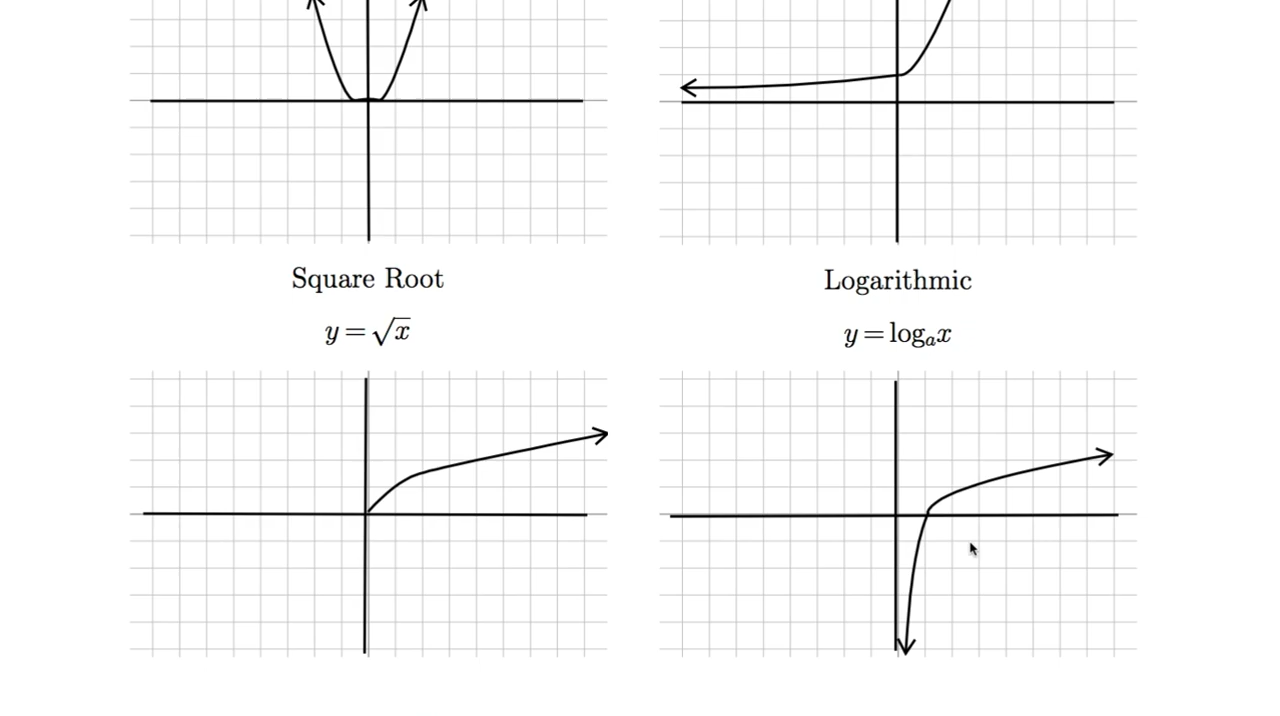 Square Root
y = √x
Logarithmic
y = logₐx